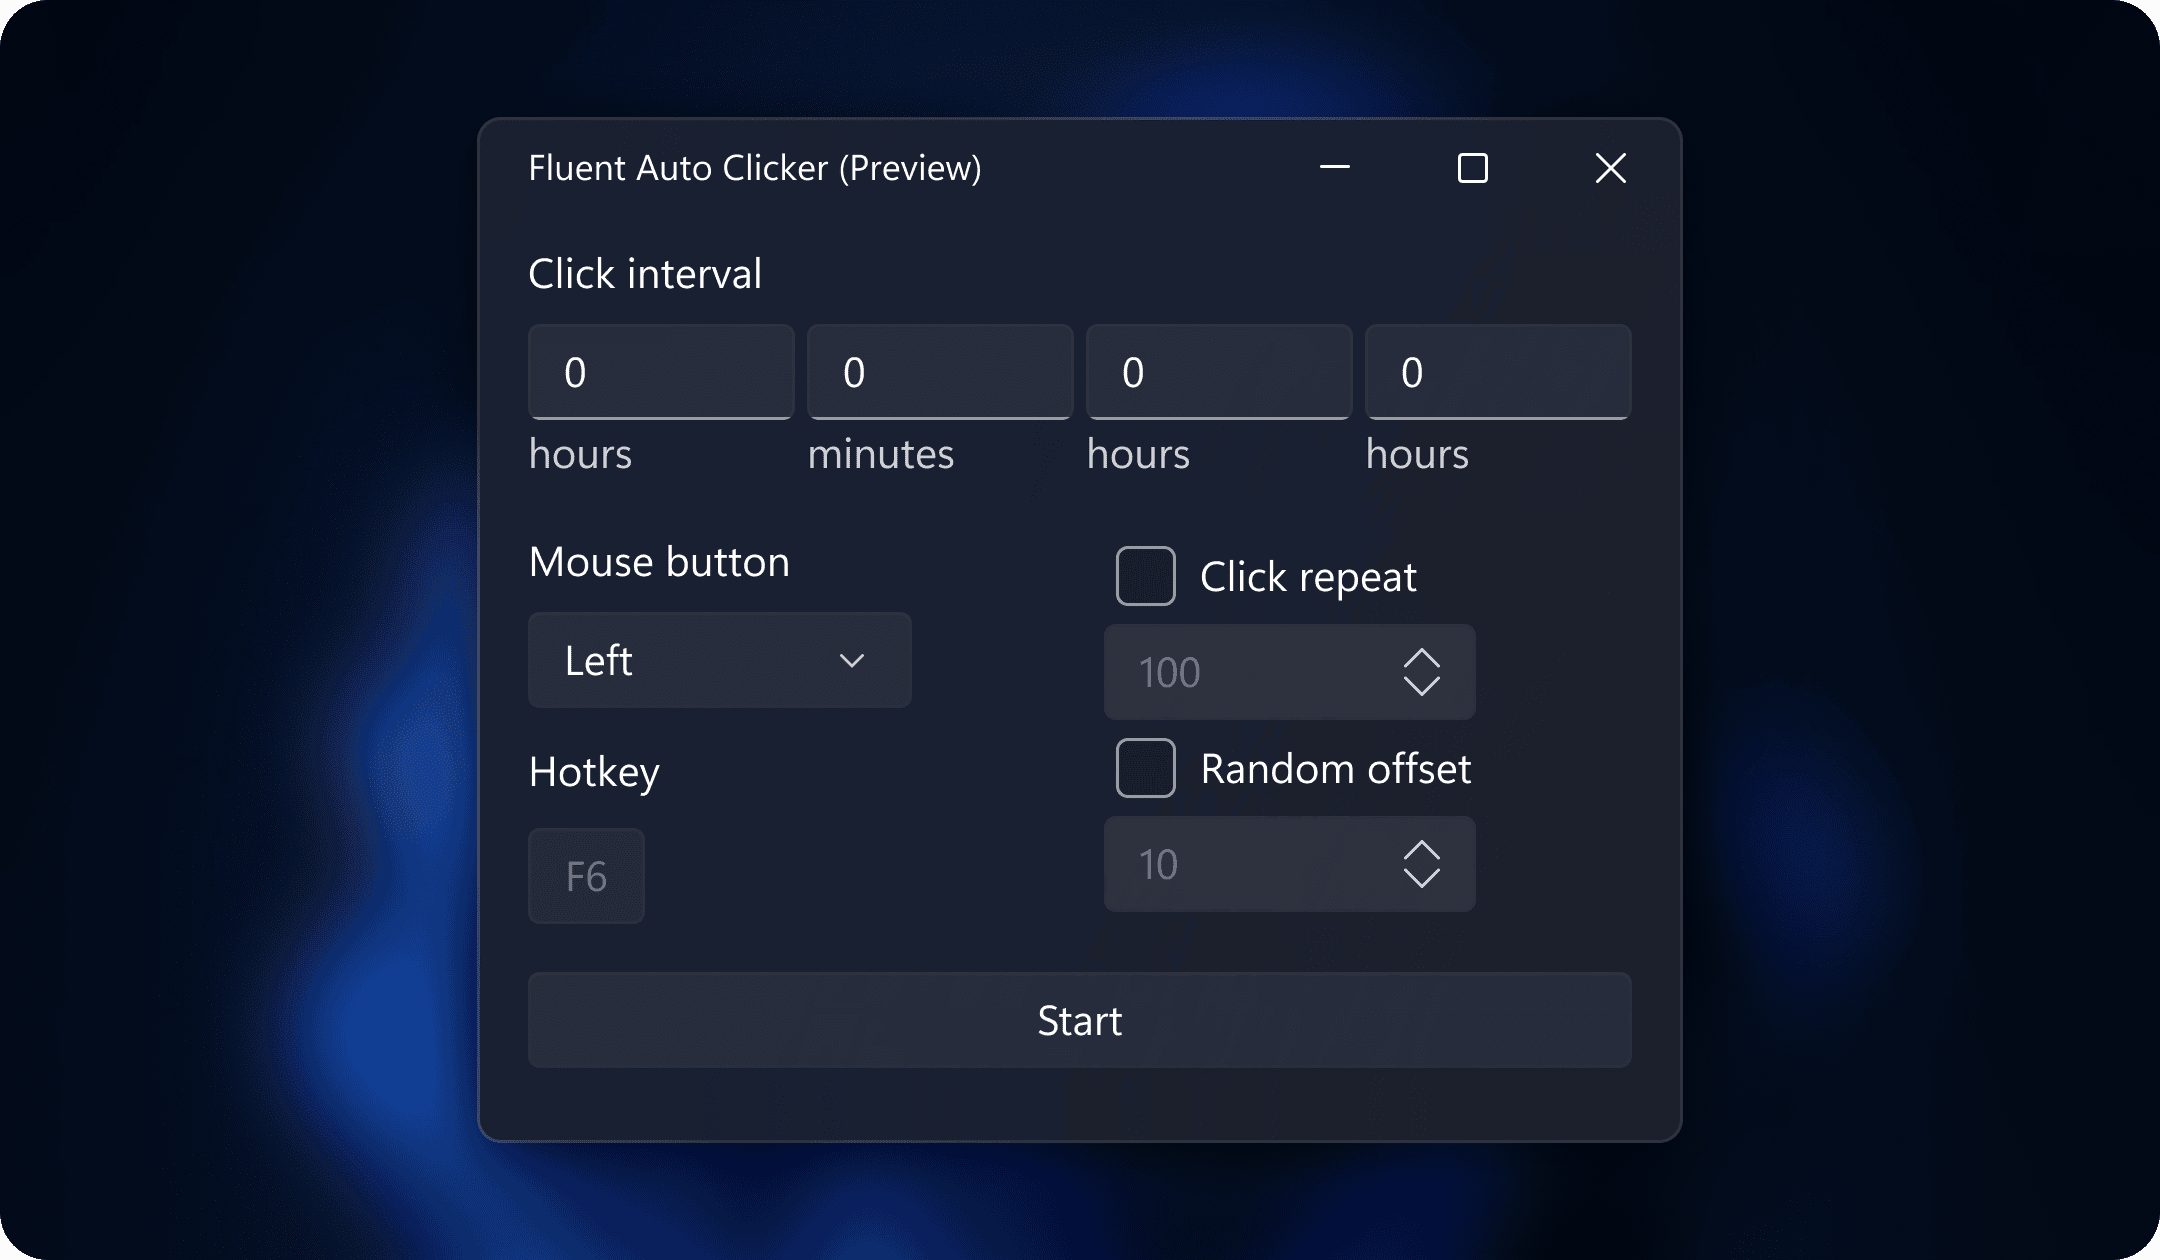 Fluent Auto Clicker (Preview)
Click interval
0 0 0 0
hours minutes hours hours
Mouse button
Left
Hotkey
F6
Click repeat
100
Random offset
10
Start